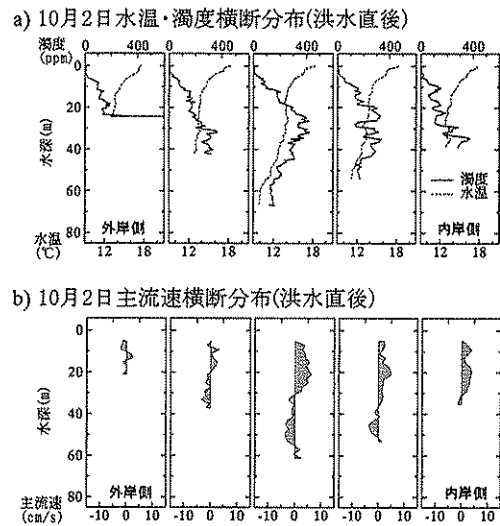 a) 10月2日水温・濁度横断分布(洪水直後)
濁度
(ppm)
0 400 0 400 0 400 0 400 0 400
0
20
40
60
80
水深(m)
濁度
水温
外岸側 内岸側
水温
(℃)
12 18 12 18 12 18 12 18 12 18
b) 10月2日主流速横断分布(洪水直後)
0
20
40
60
80
水深(m)
外岸側 内岸側
主流速
(cm/s)
-10 0 10 -10 0 10 -10 0 10 -10 0 10 -10 0 10